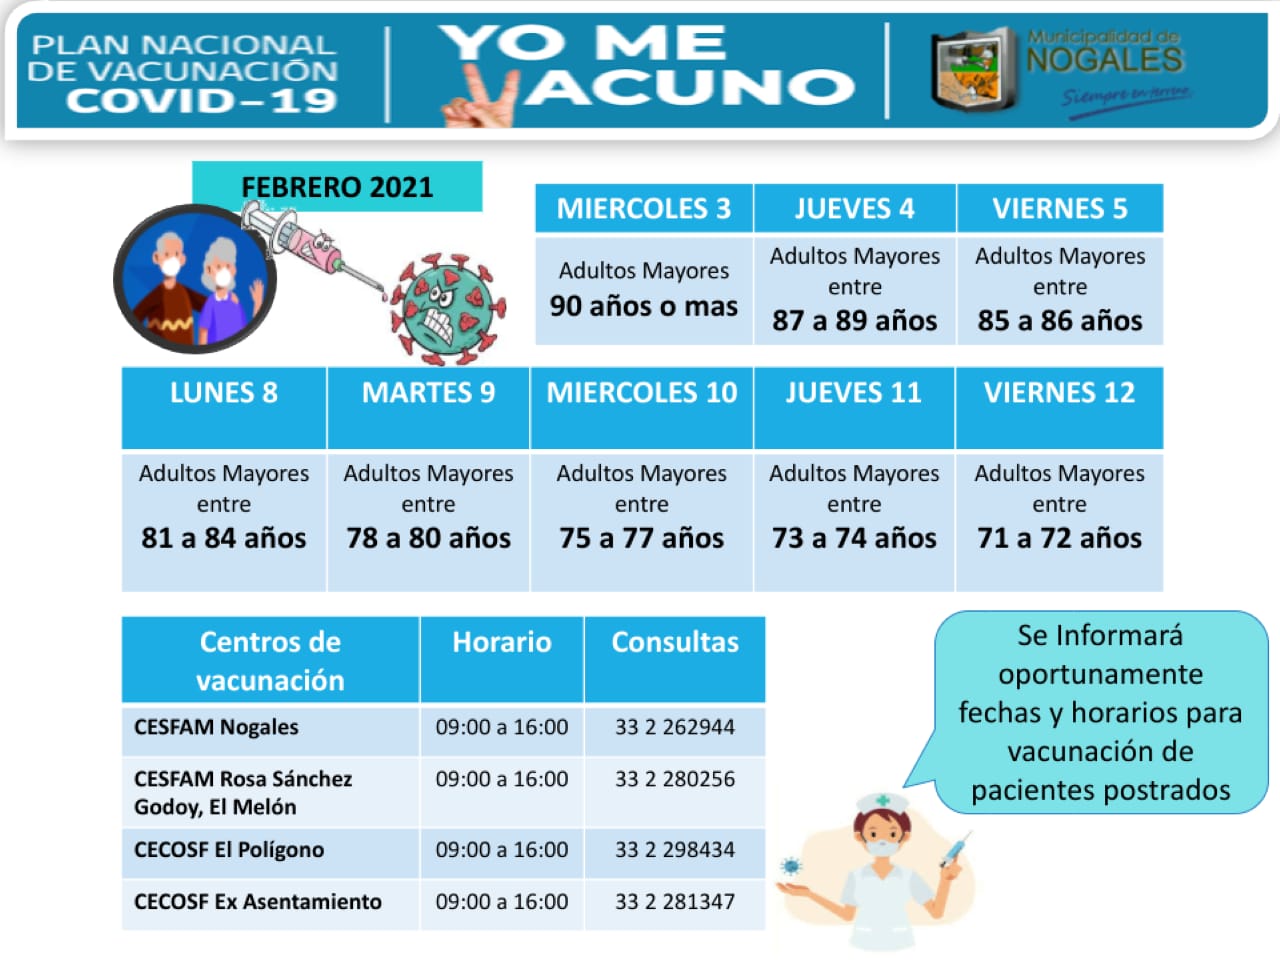 PLAN NACIONAL
DE VACUNACIÓN
COVID-19
YO ME
VACUNO
Municipalidad de
NOGALES
Siempre en terreno
FEBRERO 2021
MIERCOLES 3
JUEVES 4
VIERNES 5
Adultos Mayores
90 años o mas
Adultos Mayores
entre
87 a 89 años
Adultos Mayores
entre
85 a 86 años
LUNES 8
MARTES 9
MIERCOLES 10
JUEVES 11
VIERNES 12
Adultos Mayores
entre
81 a 84 años
Adultos Mayores
entre
78 a 80 años
Adultos Mayores
entre
75 a 77 años
Adultos Mayores
entre
73 a 74 años
Adultos Mayores
entre
71 a 72 años
Centros de
vacunación
Horario
Consultas
CESFAM Nogales
09:00 a 16:00
33 2 262944
CESFAM Rosa Sánchez
Godoy, El Melón
09:00 a 16:00
33 2 280256
CECOSF El Polígono
09:00 a 16:00
33 2 298434
CECOSF Ex Asentamiento
09:00 a 16:00
33 2 281347
Se Informará
oportunamente
fechas y horarios para
vacunación de
pacientes postrados